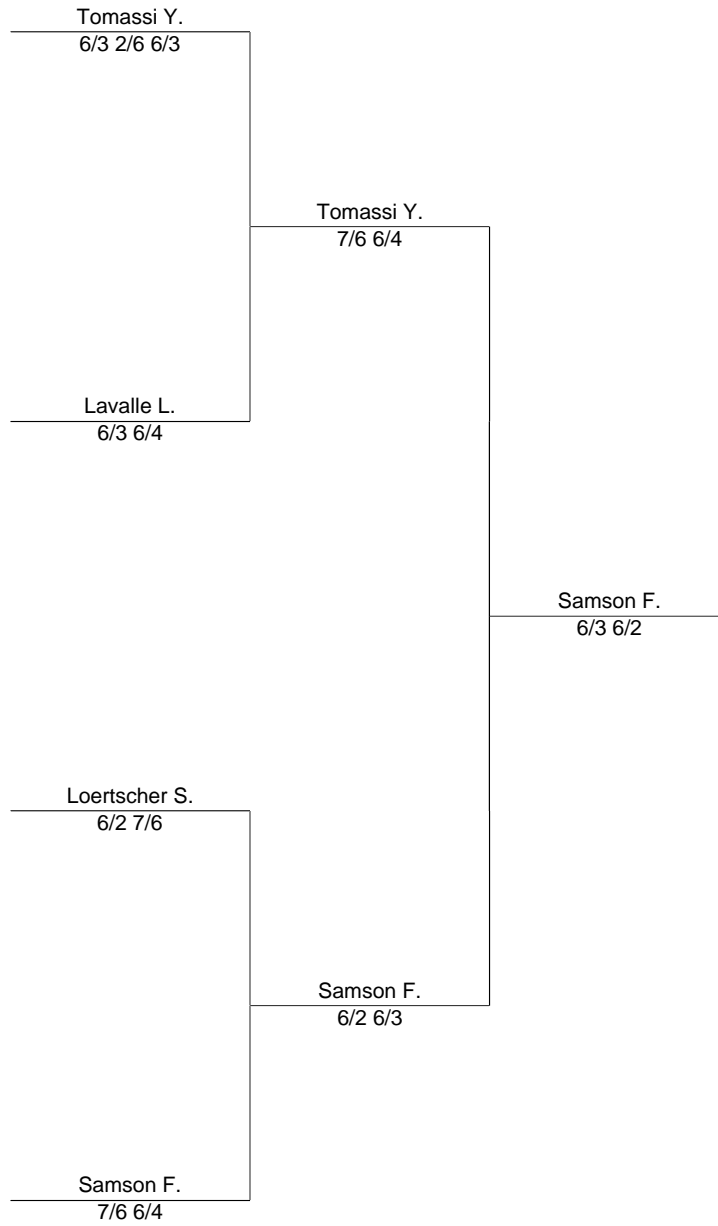 Tomassi Y.
6/3 2/6 6/3
Tomassi Y.
7/6 6/4
Lavalle L.
6/3 6/4
Samson F.
6/3 6/2
Loertscher S.
6/2 7/6
Samson F.
6/2 6/3
Samson F.
7/6 6/4